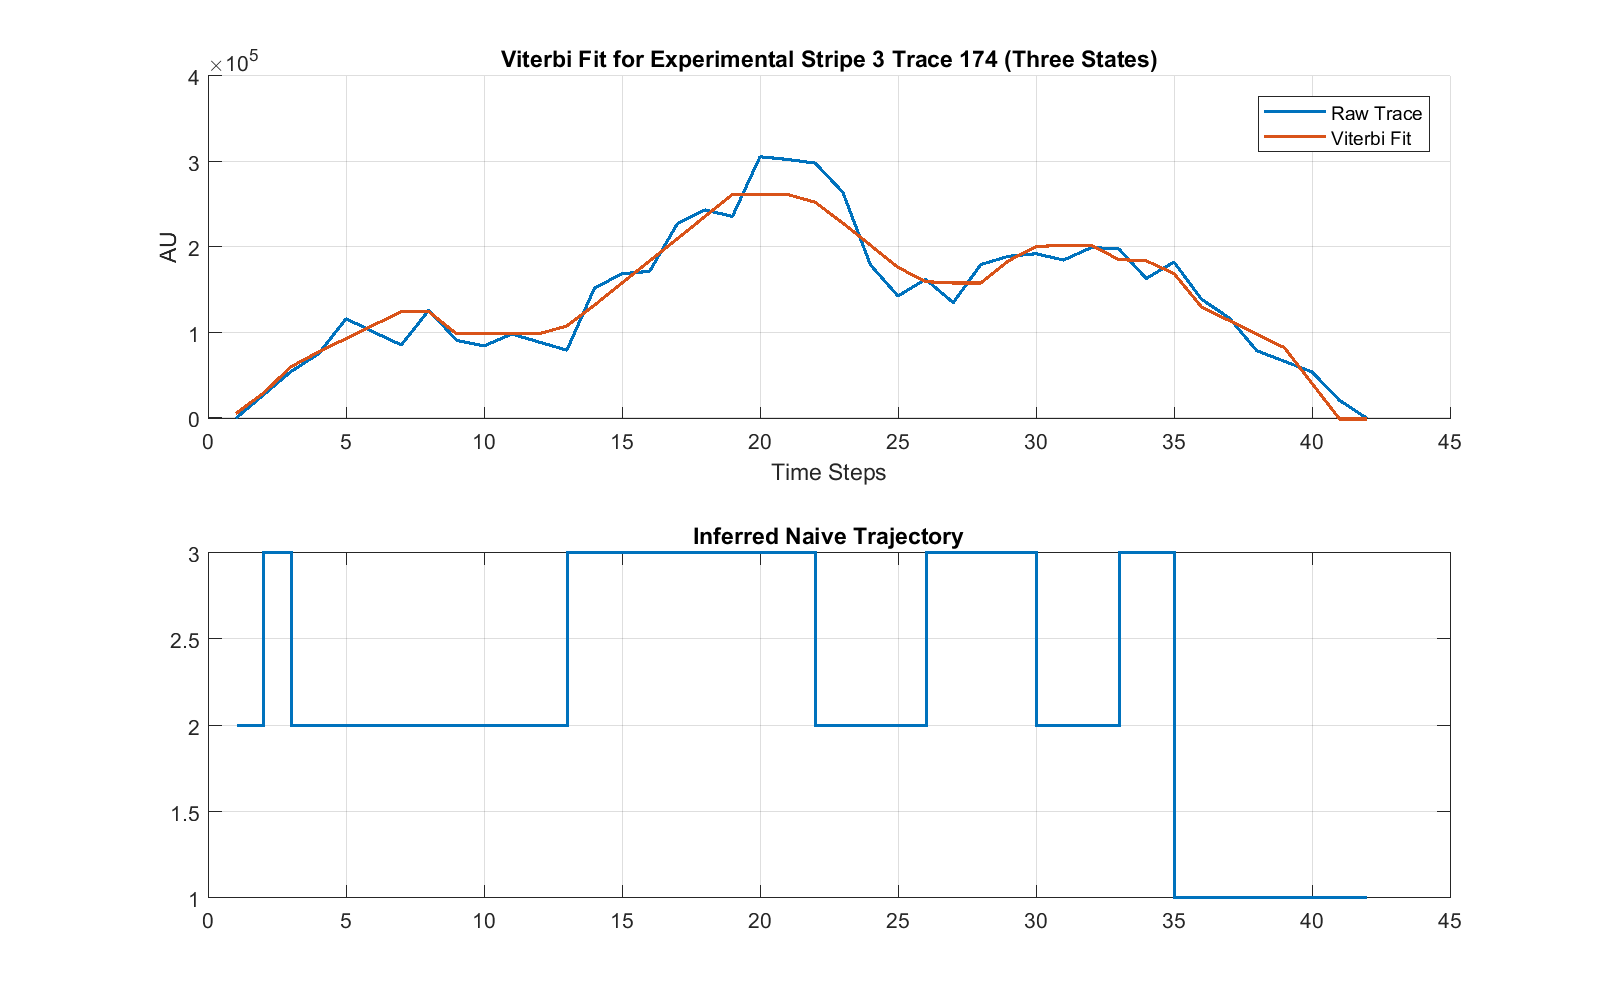 Viterbi Fit for Experimental Stripe 3 Trace 174 (Three States)
×10^5
4
3
2
1
0
AU
Raw Trace
Viterbi Fit
0 5 10 15 20 25 30 35 40 45
Time Steps
Inferred Naive Trajectory
3
2.5
2
1.5
1
0 5 10 15 20 25 30 35 40 45